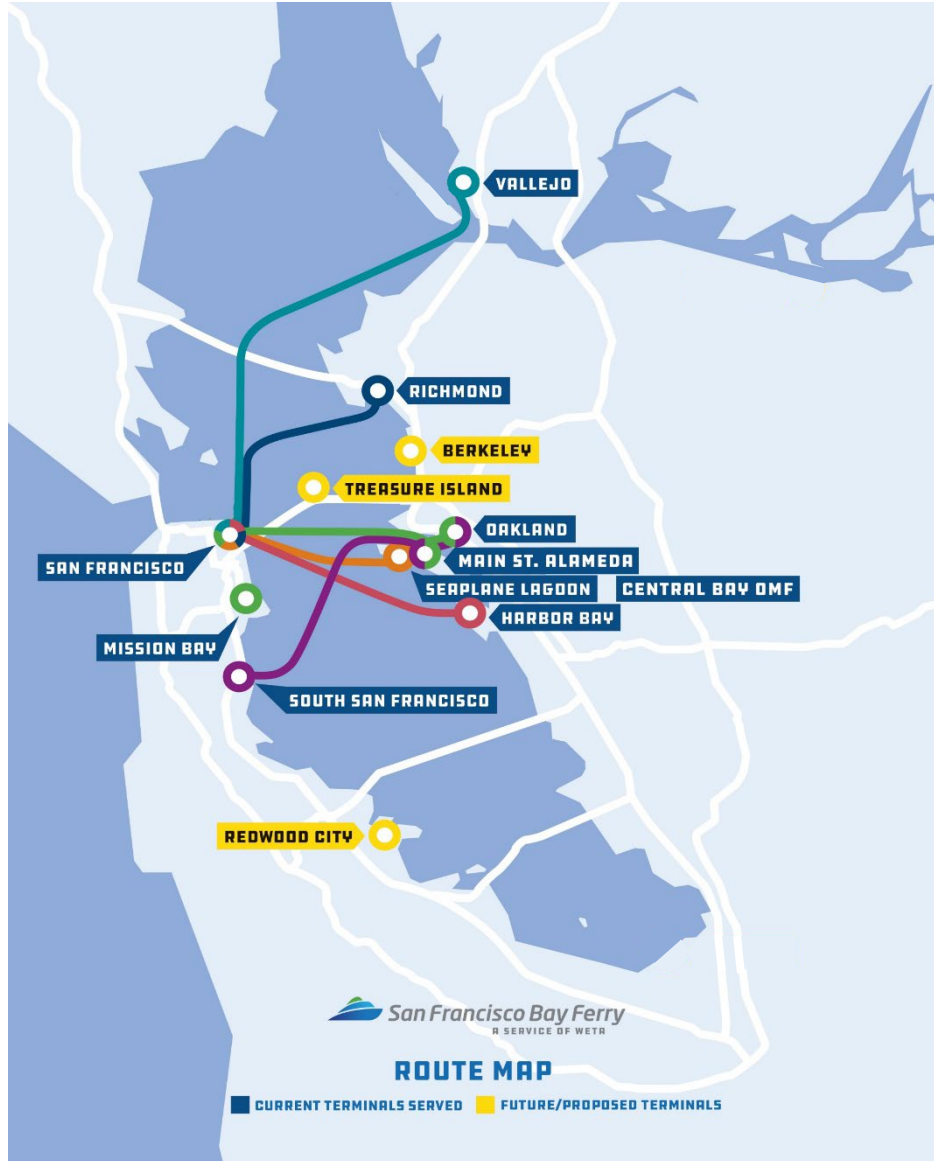 VALLEJO
RICHMOND
BERKELEY
TREASURE ISLAND
OAKLAND
SAN FRANCISCO
MAIN ST. ALAMEDA
SEAPLANE LAGOON
CENTRAL BAY OMF
HARBOR BAY
MISSION BAY
SOUTH SAN FRANCISCO
REDWOOD CITY
San Francisco Bay Ferry
A SERVICE OF WETA
ROUTE MAP
CURRENT TERMINALS SERVED
FUTURE/PROPOSED TERMINALS